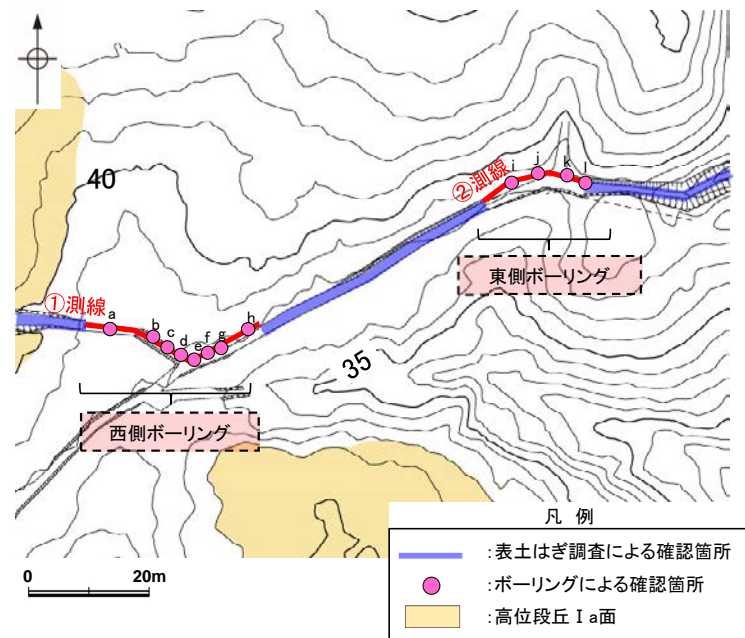 40
②測線
i
j
k
l
東側ボーリング
①測線
a
b
c
d
e
f
g
h
35
西側ボーリング
凡 例
:表土はぎ調査による確認箇所
:ボーリングによる確認箇所
:高位段丘Ⅰa面
0 20m